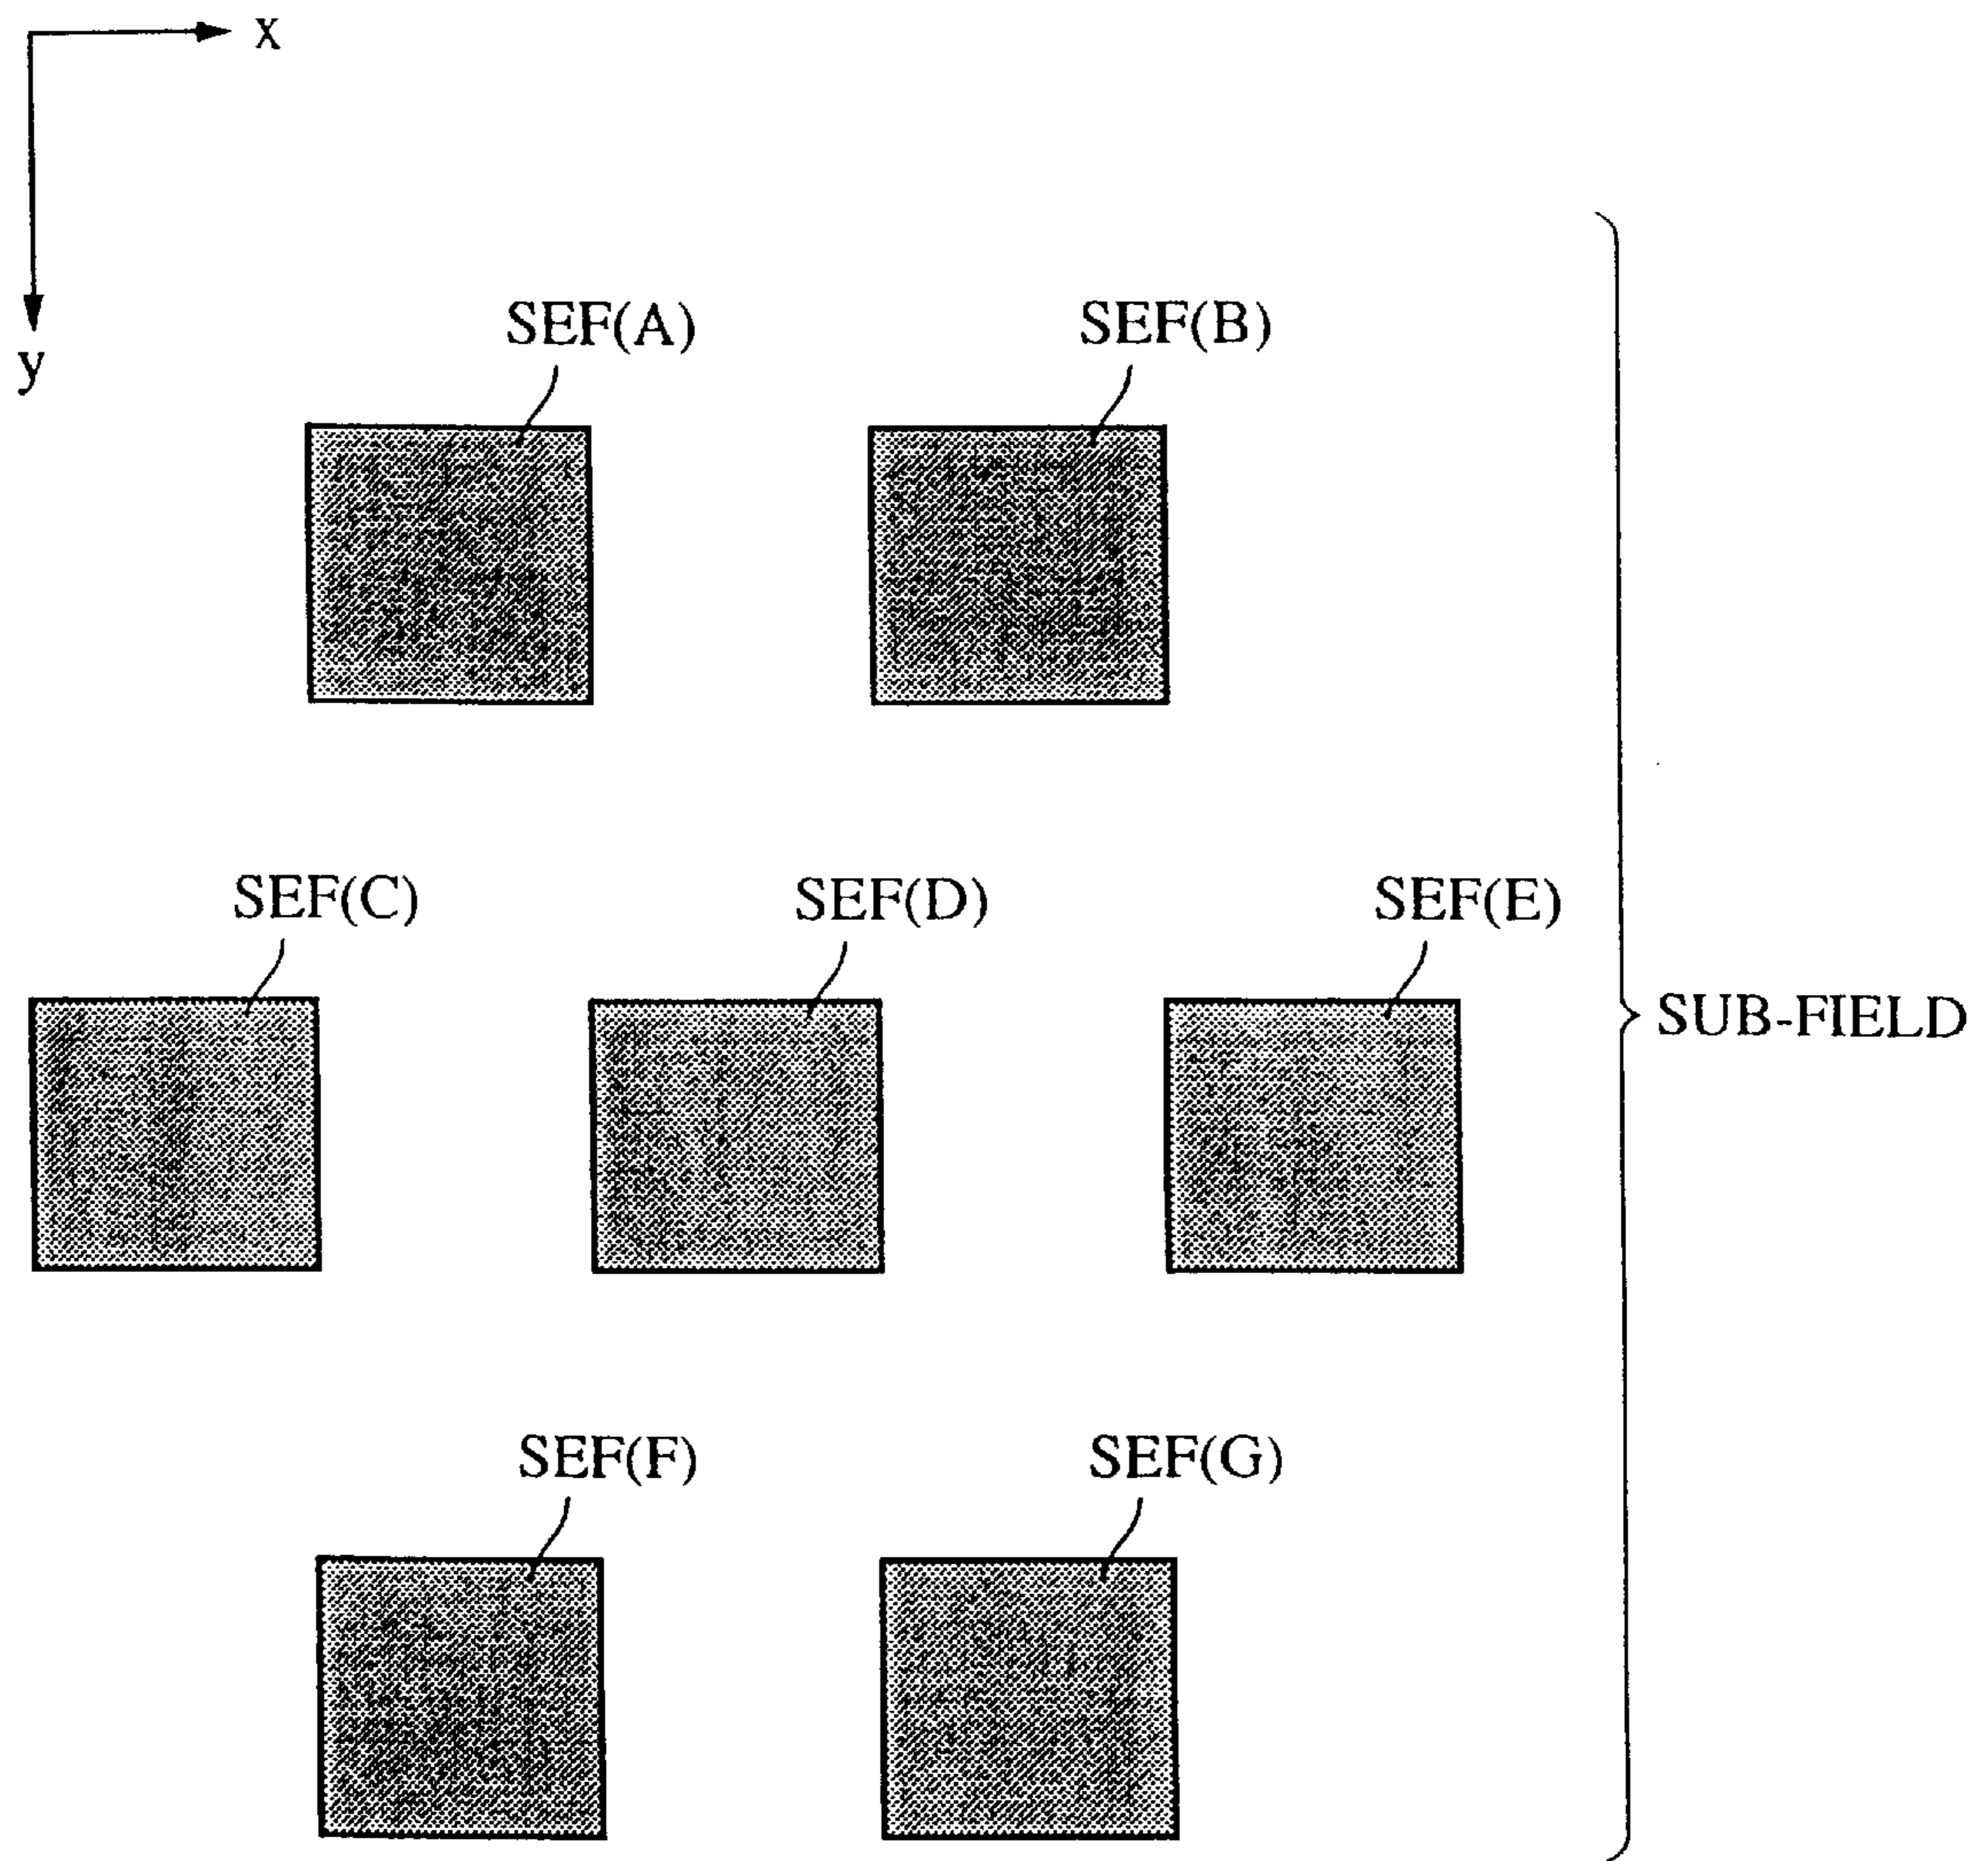 x
y
SEF(A)
SEF(B)
SEF(C)
SEF(D)
SEF(E)
SUB-FIELD
SEF(F)
SEF(G)